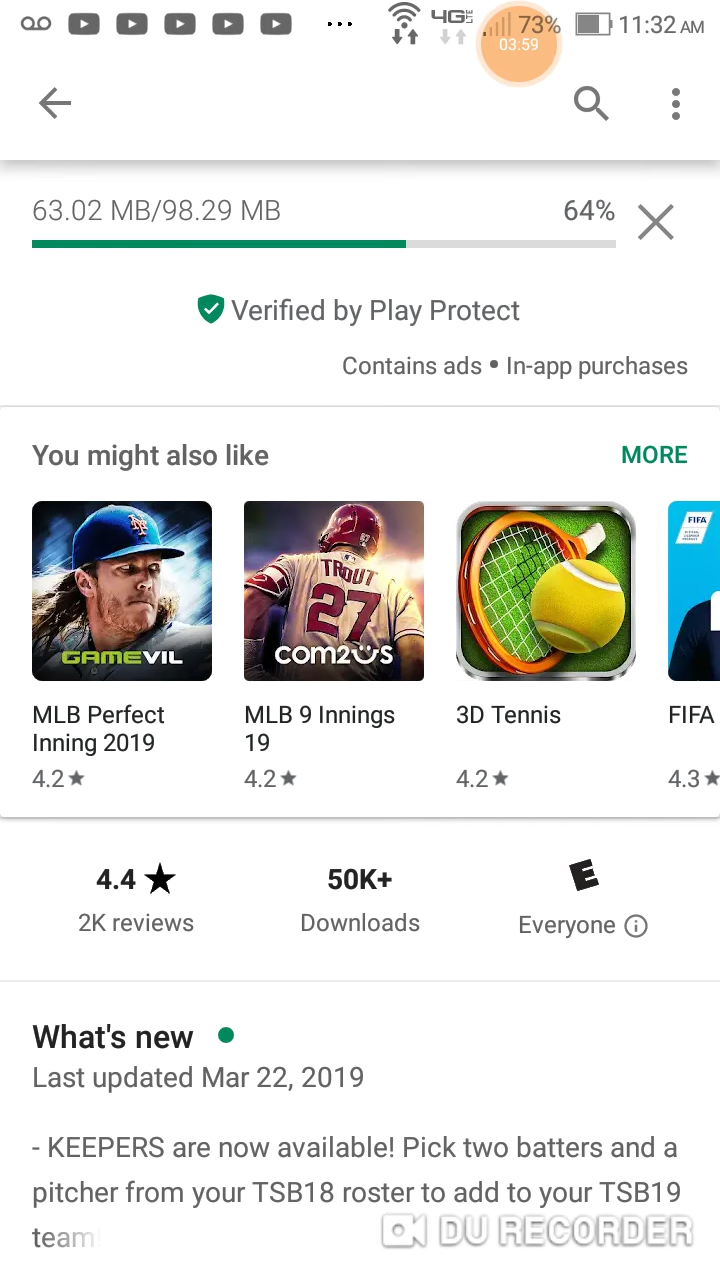 4G LTE 73% 11:32 AM
03:59
63.02 MB/98.29 MB 64%
Verified by Play Protect
Contains ads • In-app purchases
You might also like MORE
NY
GAMEVIL
TROUT
27
COM2US
FIFA
MLB Perfect Inning 2019
MLB 9 Innings 19
3D Tennis
FIFA
4.2★ 4.2★ 4.2★ 4.3★
4.4★ 50K+ E
2K reviews Downloads Everyone
What's new
Last updated Mar 22, 2019
- KEEPERS are now available! Pick two batters and a
pitcher from your TSB18 roster to add to your TSB19
team!
DU RECORDER